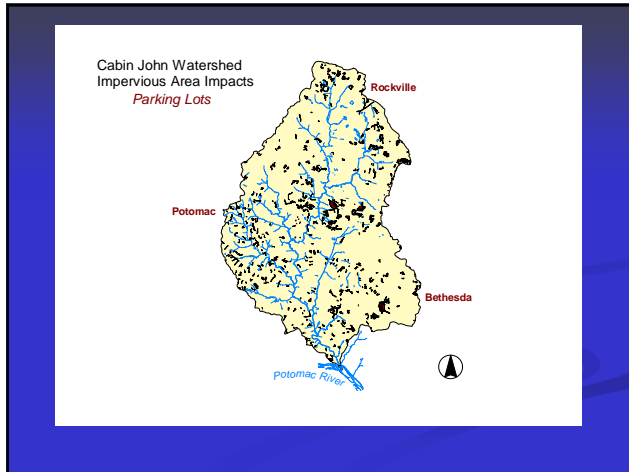 Cabin John Watershed
Impervious Area Impacts
Parking Lots
Rockville
Potomac
Bethesda
Potomac River